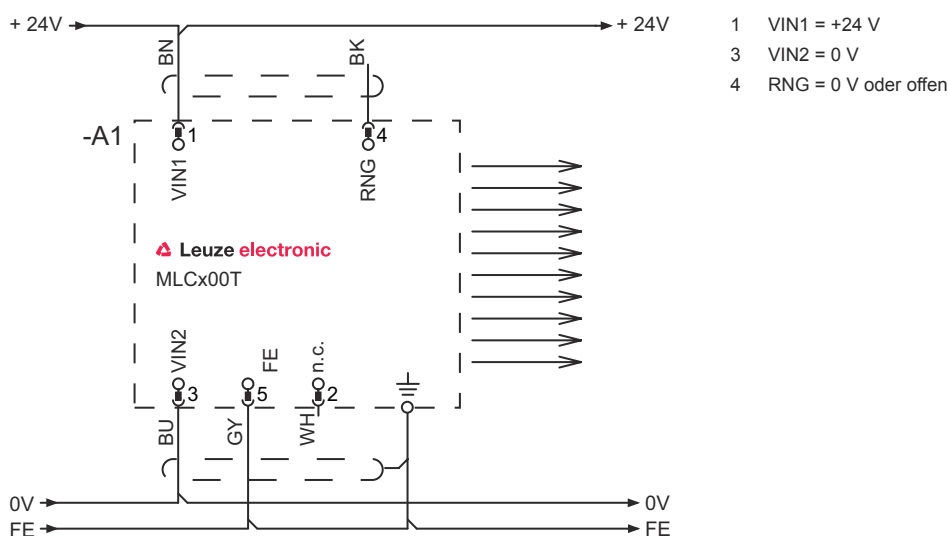 + 24V
+ 24V
1 VIN1 = +24 V
3 VIN2 = 0 V
4 RNG = 0 V oder offen
BN
BK
-A1
1
4
VIN1
RNG
Leuze electronic
MLCx00T
VIN2
FE
n.c.
3
5
2
BU
GY
WH
0V
0V
FE
FE